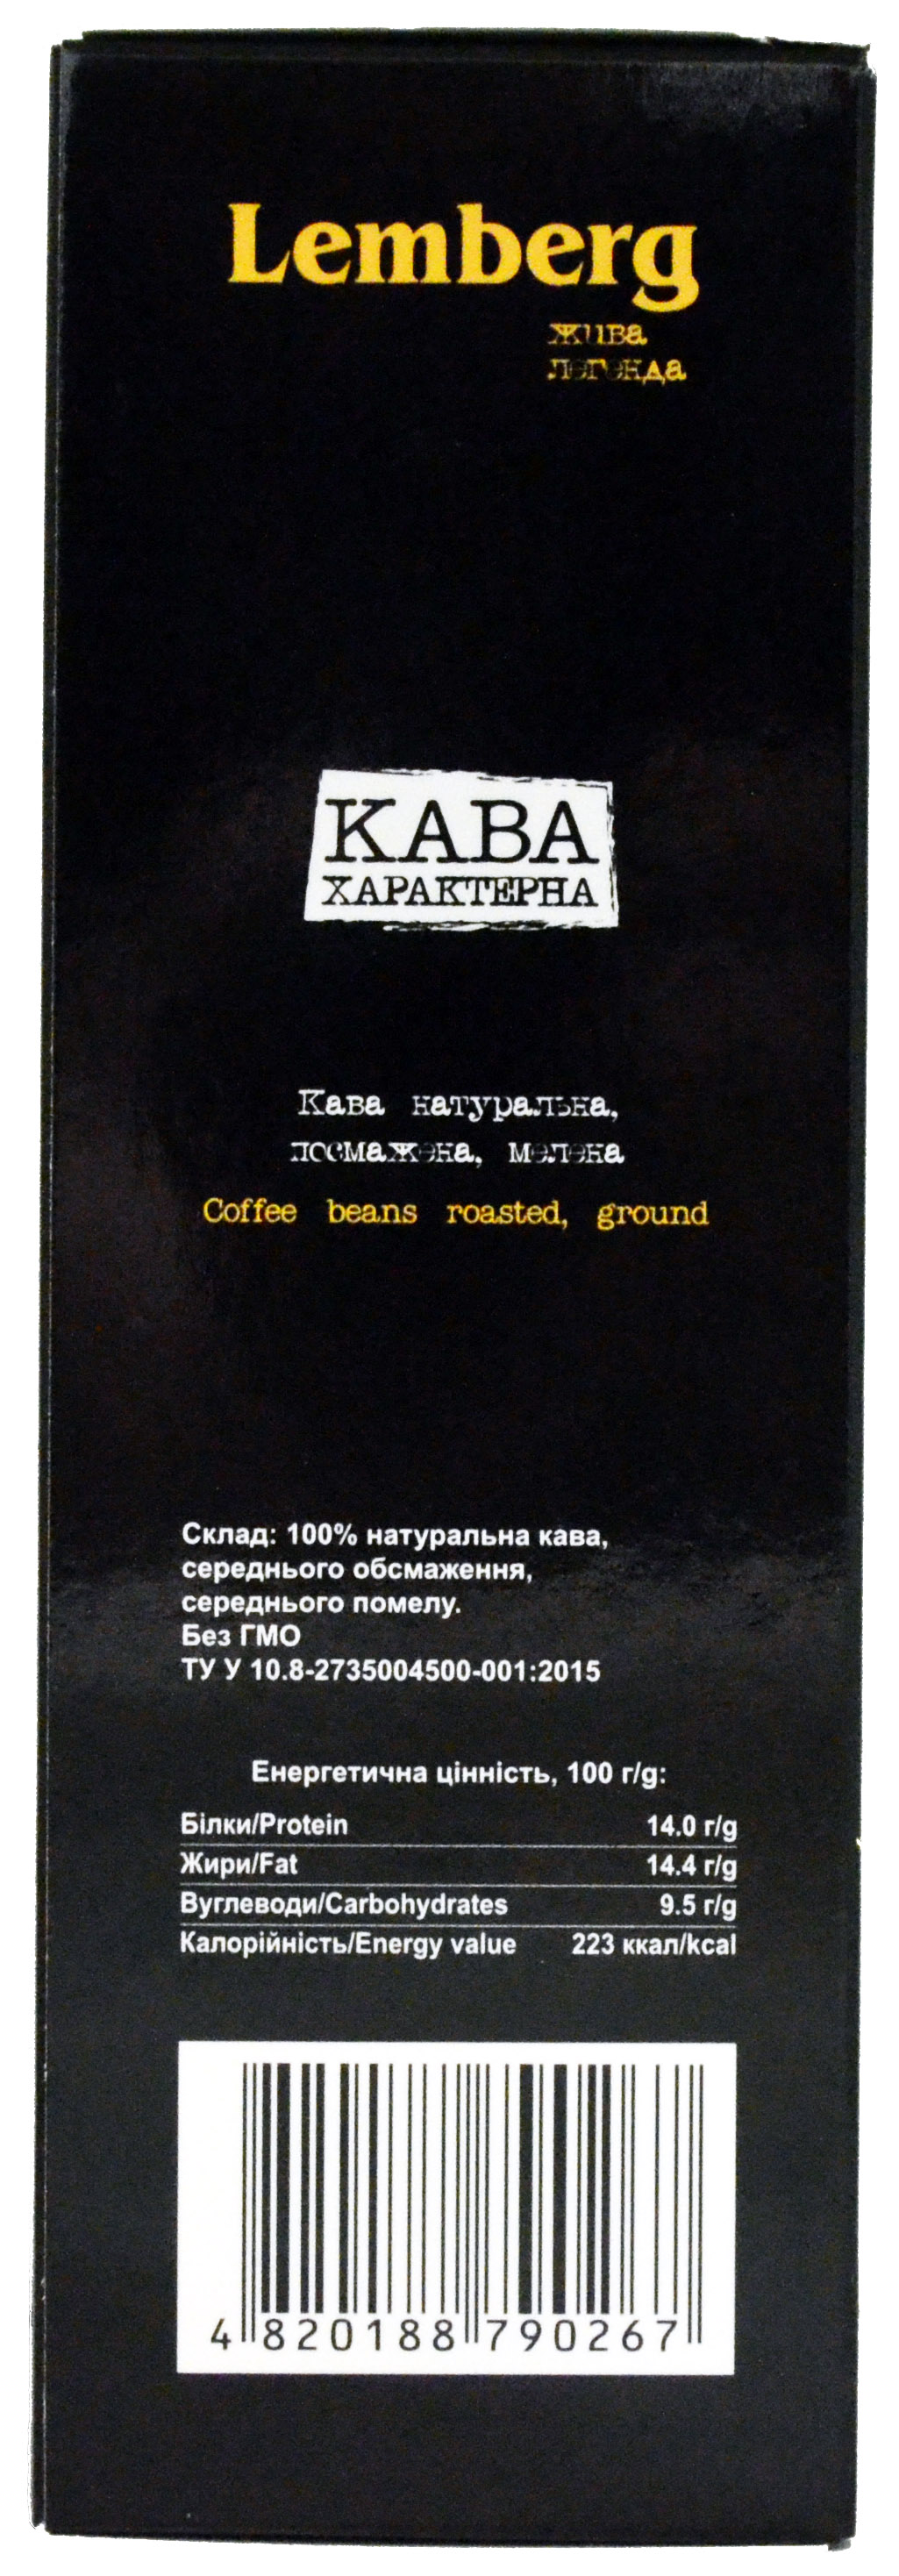 Lemberg
жива
легенда
КАВА
ХАРАКТЕРНА
Кава натуральна,
посмажена, мелена
Coffee beans roasted, ground
Склад: 100% натуральна кава,
середнього обсмаження,
середнього помелу.
Без ГМО
ТУ У 10.8-2735004500-001:2015
Енергетична цінність, 100 г/g:
Білки/Protein 14.0 г/g
Жири/Fat 14.4 г/g
Вуглеводи/Carbohydrates 9.5 г/g
Калорійність/Energy value 223 ккал/kcal
4 820188 790267